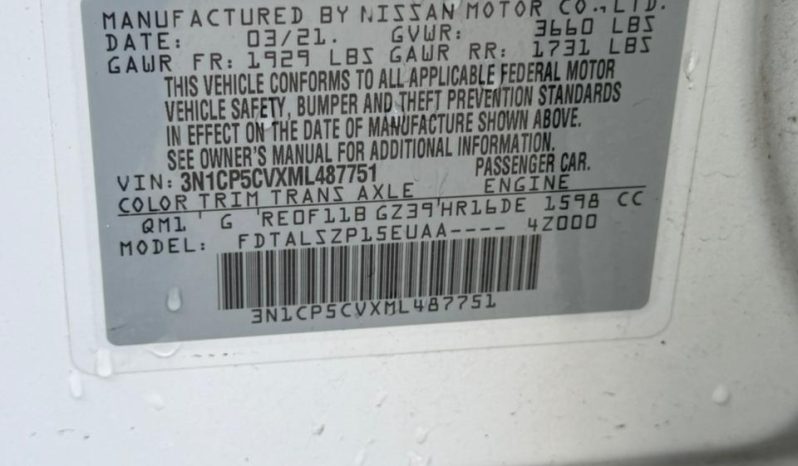 MANUFACTURED BY NISSAN MOTOR CO.,LTD.
DATE: 03/21. GVWR: 3660 LBS
GAWR FR: 1929 LBS GAWR RR: 1731 LBS
THIS VEHICLE CONFORMS TO ALL APPLICABLE FEDERAL MOTOR
VEHICLE SAFETY, BUMPER AND THEFT PREVENTION STANDARDS
IN EFFECT ON THE DATE OF MANUFACTURE SHOWN ABOVE.
SEE OWNER'S MANUAL FOR ADDITIONAL INFORMATION.
VIN: 3N1CP5CVXML487751 PASSENGER CAR.
COLOR TRIM TRANS AXLE ENGINE
QM1 G RE0F11B GZ39 HR16DE 1598 CC
MODEL: FDTALSZP15EUAA---- 4Z000
3N1CP5CVXML487751